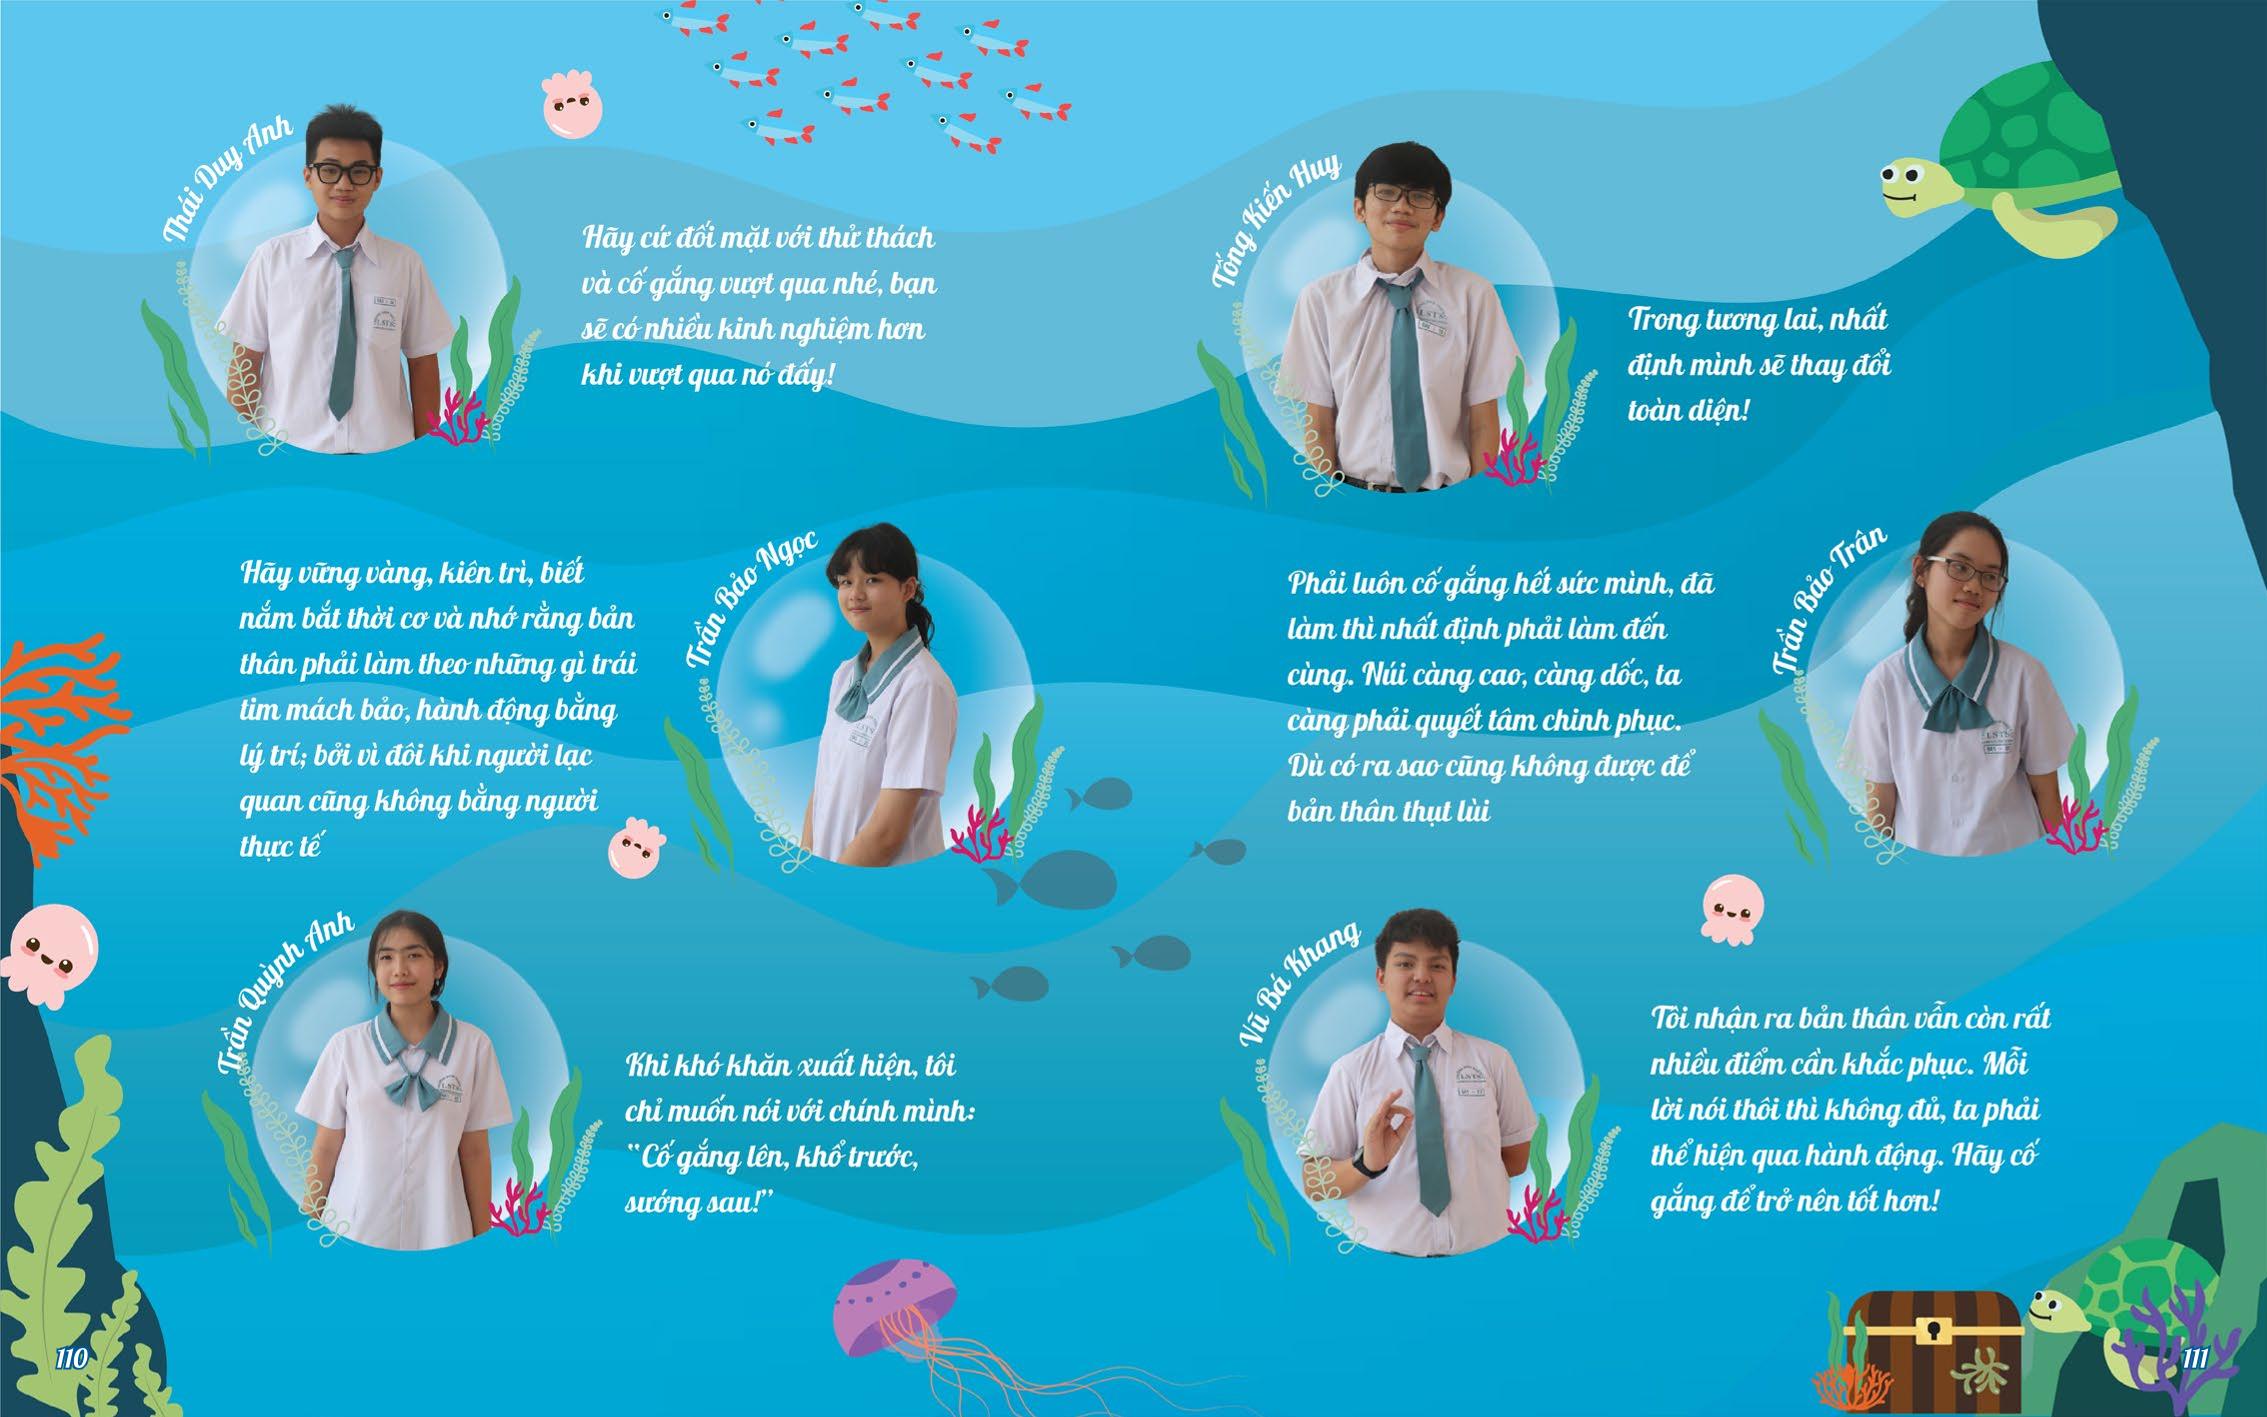 Thái Duy Anh
Hãy cứ đối mặt với thử thách
và cố gắng vượt qua nhé, bạn
sẽ có nhiều kinh nghiệm hơn
khi vượt qua nó đấy!
Trần Bảo Ngọc
Hãy vững vàng, kiên trì, biết
nắm bắt thời cơ và nhớ rằng bản
thân phải làm theo những gì trái
tim mách bảo, hành động bằng
lý trí; bởi vì đôi khi người lạc
quan cũng không bằng người
thực tế
Trần Quỳnh Anh
Khi khó khăn xuất hiện, tôi
chỉ muốn nói với chính mình:
“Cố gắng lên, khổ trước,
sướng sau!”
110
Tống Kiến Huy
LSTS
Trong tương lai, nhất
định mình sẽ thay đổi
toàn diện!
Trần Bảo Trân
LSTS
Phải luôn cố gắng hết sức mình, đã
làm thì nhất định phải làm đến
cùng. Núi càng cao, càng dốc, ta
càng phải quyết tâm chinh phục.
Dù có ra sao cũng không được để
bản thân thụt lùi
Vũ Bá Khang
LSTS
Tôi nhận ra bản thân vẫn còn rất
nhiều điểm cần khắc phục. Mỗi
lời nói thôi thì không đủ, ta phải
thể hiện qua hành động. Hãy cố
gắng để trở nên tốt hơn!
111